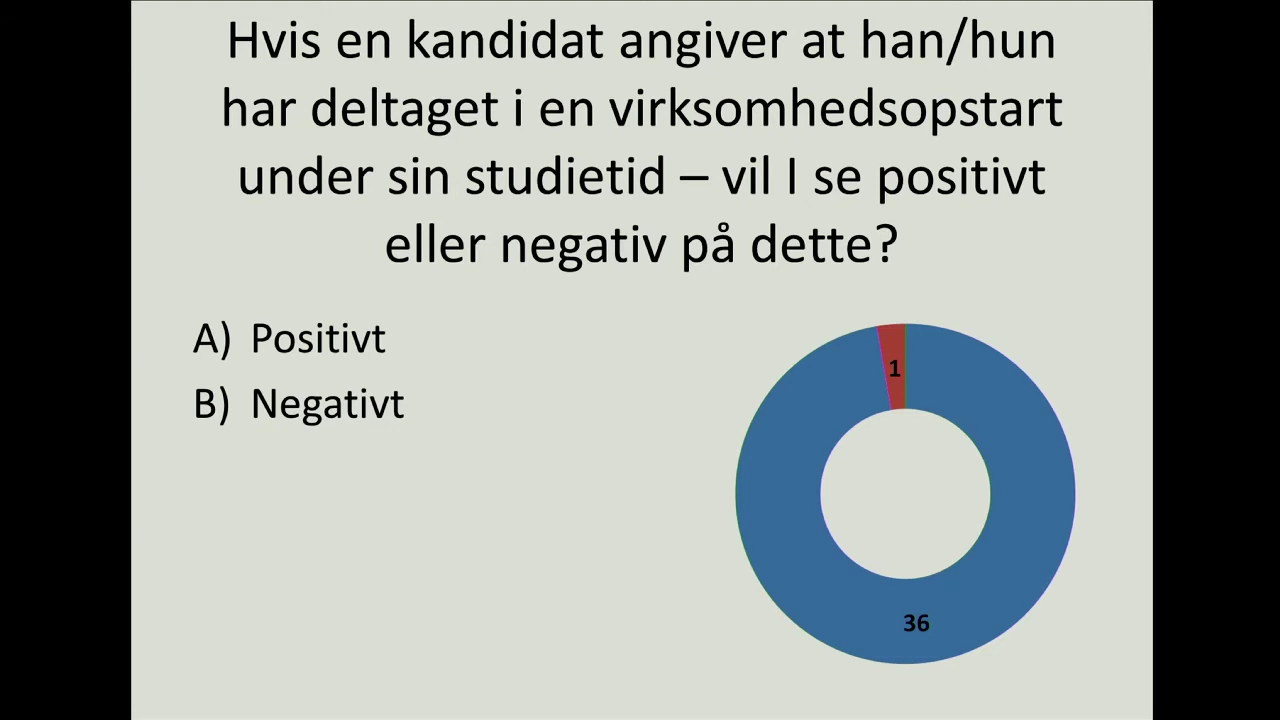 Hvis en kandidat angiver at han/hun
har deltaget i en virksomhedsopstart
under sin studietid – vil I se positivt
eller negativ på dette?
A) Positivt
B) Negativt
1
36